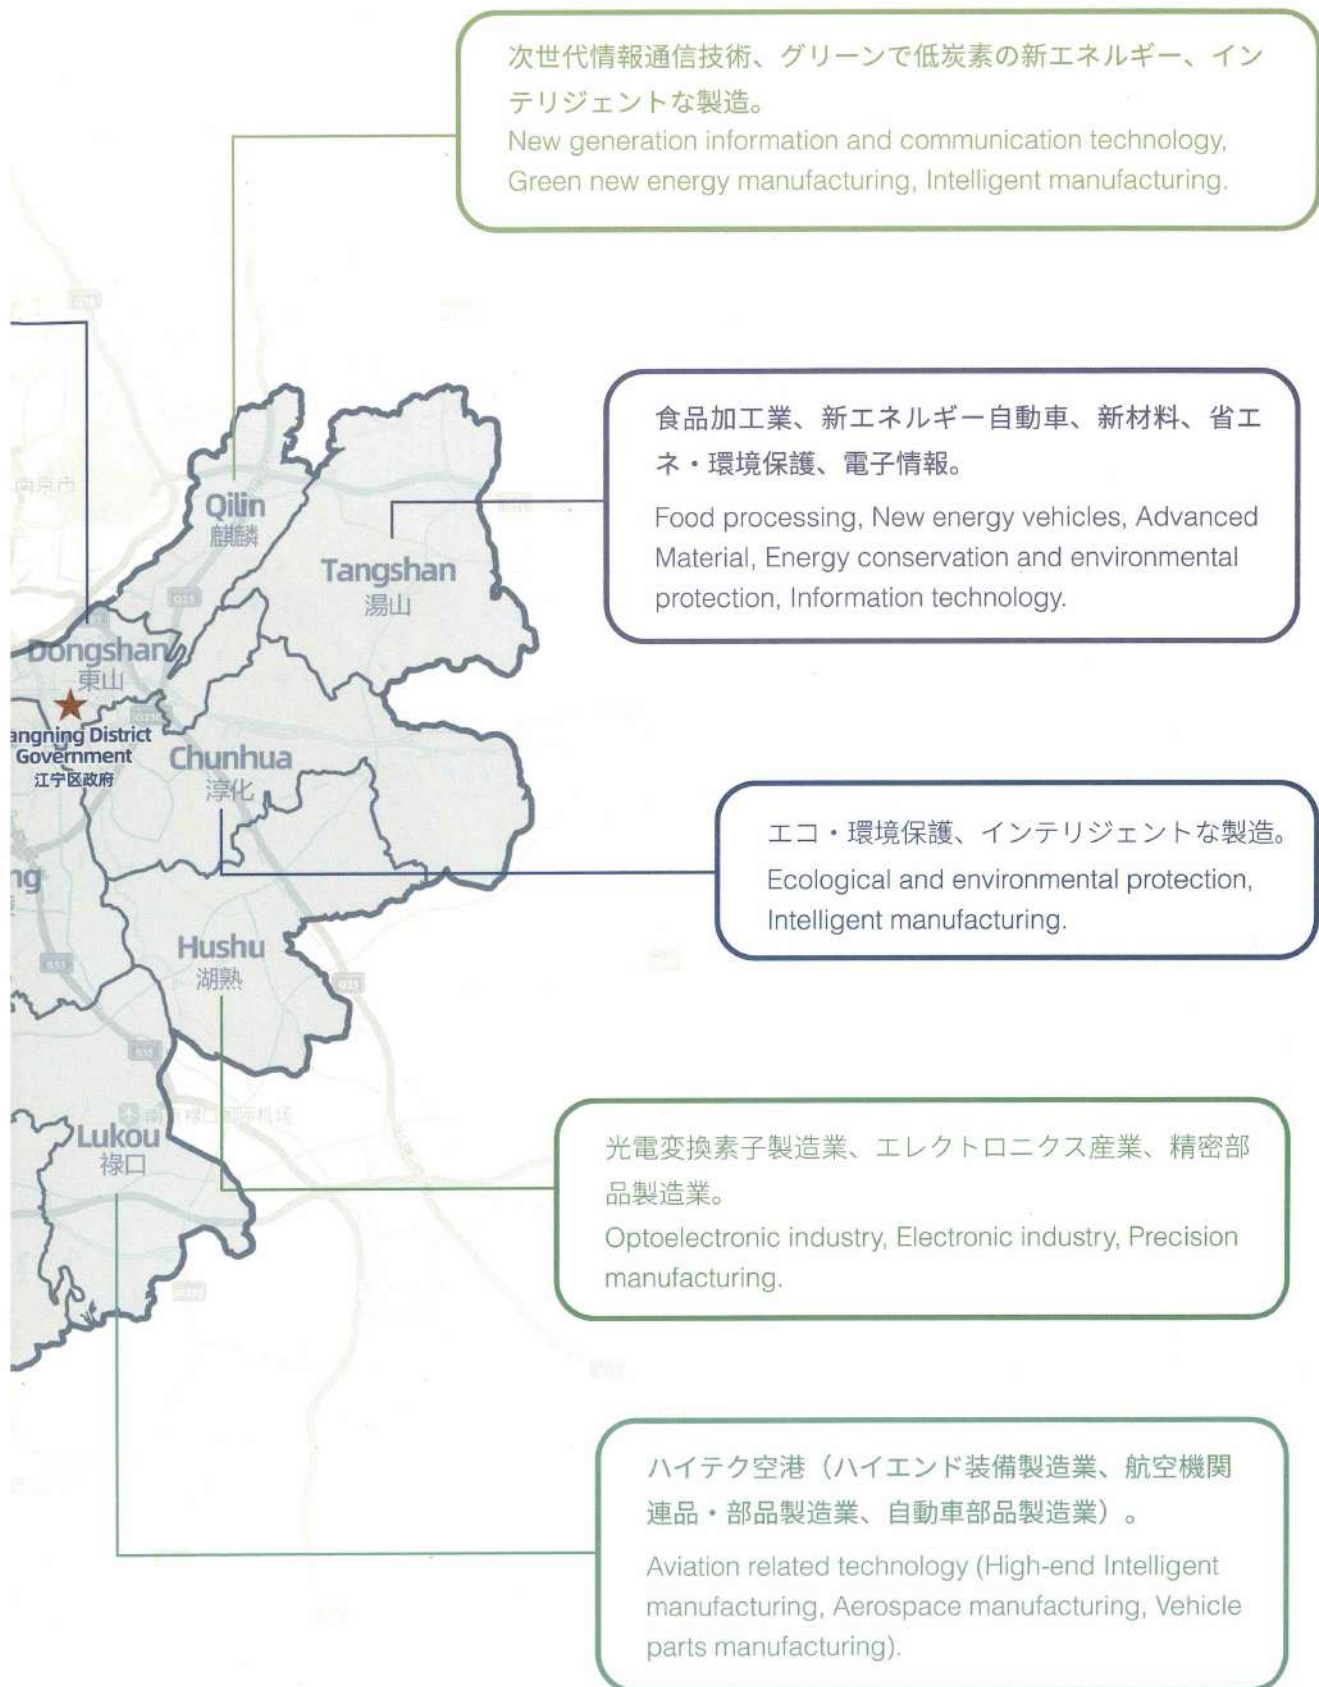 次世代情報通信技術、グリーンで低炭素の新エネルギー、イン
テリジェントな製造。
New generation information and communication technology,
Green new energy manufacturing, Intelligent manufacturing.
食品加工業、新エネルギー自動車、新材料、省エ
ネ・環境保護、電子情報。
Food processing, New energy vehicles, Advanced
Material, Energy conservation and environmental
protection, Information technology.
南京市
Qilin
麒麟
Tangshan
湯山
G25
Dongshan
東山
angning District
Government
江宁区政府
Chunhua
淳化
エコ・環境保護、インテリジェントな製造。
Ecological and environmental protection,
Intelligent manufacturing.
ng
Hushu
湖熟
S55
G25
S55
Lukou
禄口
光電変換素子製造業、エレクトロニクス産業、精密部
品製造業。
Optoelectronic industry, Electronic industry, Precision
manufacturing.
ハイテク空港（ハイエンド装備製造業、航空機関
連品・部品製造業、自動車部品製造業）。
Aviation related technology (High-end Intelligent
manufacturing, Aerospace manufacturing, Vehicle
parts manufacturing).